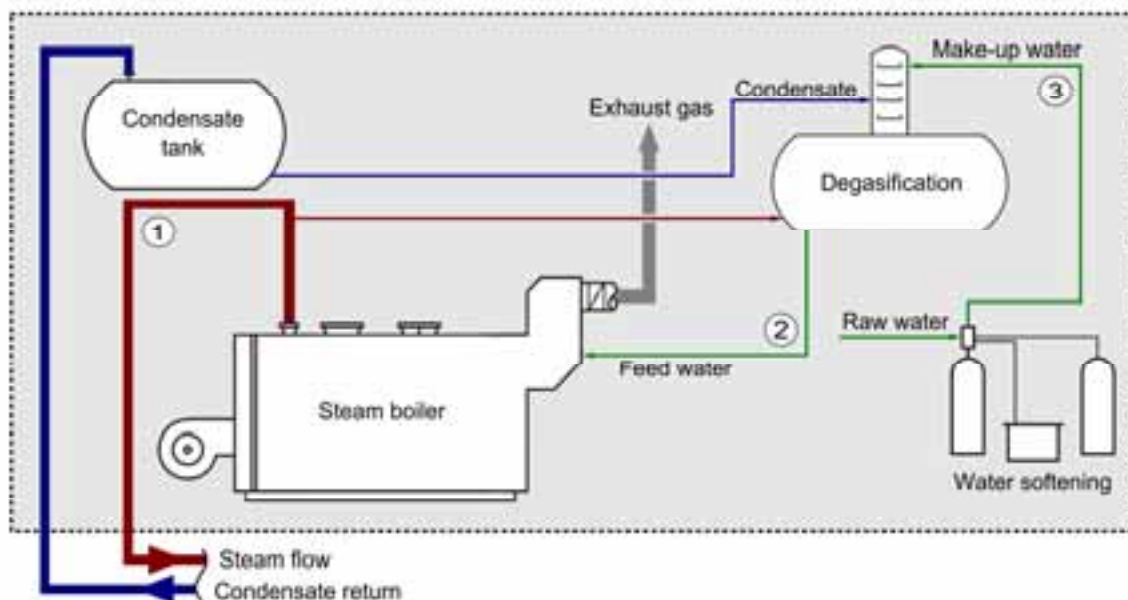 Make-up water
③
Condensate
Exhaust gas
Condensate
tank
Degasification
①
②
Raw water
Feed water
Steam boiler
Water softening
Steam flow
Condensate return